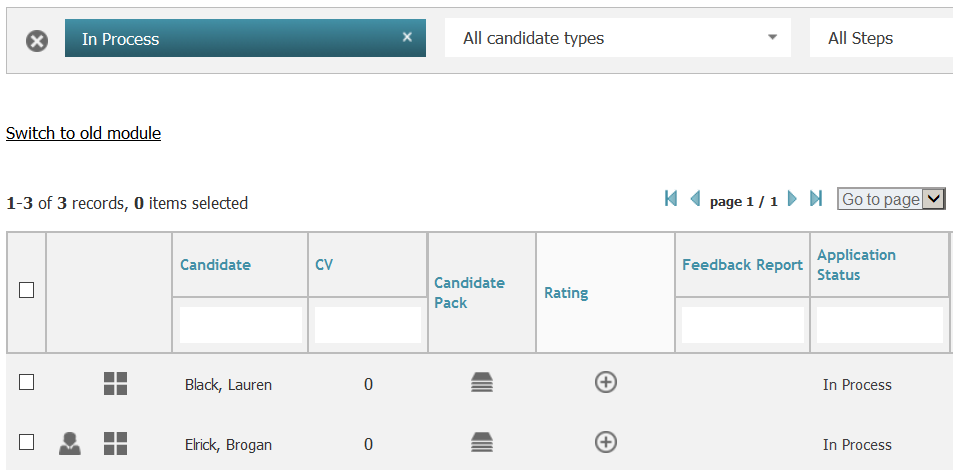 In Process × All candidate types All Steps
Switch to old module
1-3 of 3 records, 0 items selected page 1 / 1 Go to page
Candidate CV Candidate Pack Rating Feedback Report Application Status
Black, Lauren 0 In Process
Elrick, Brogan 0 In Process